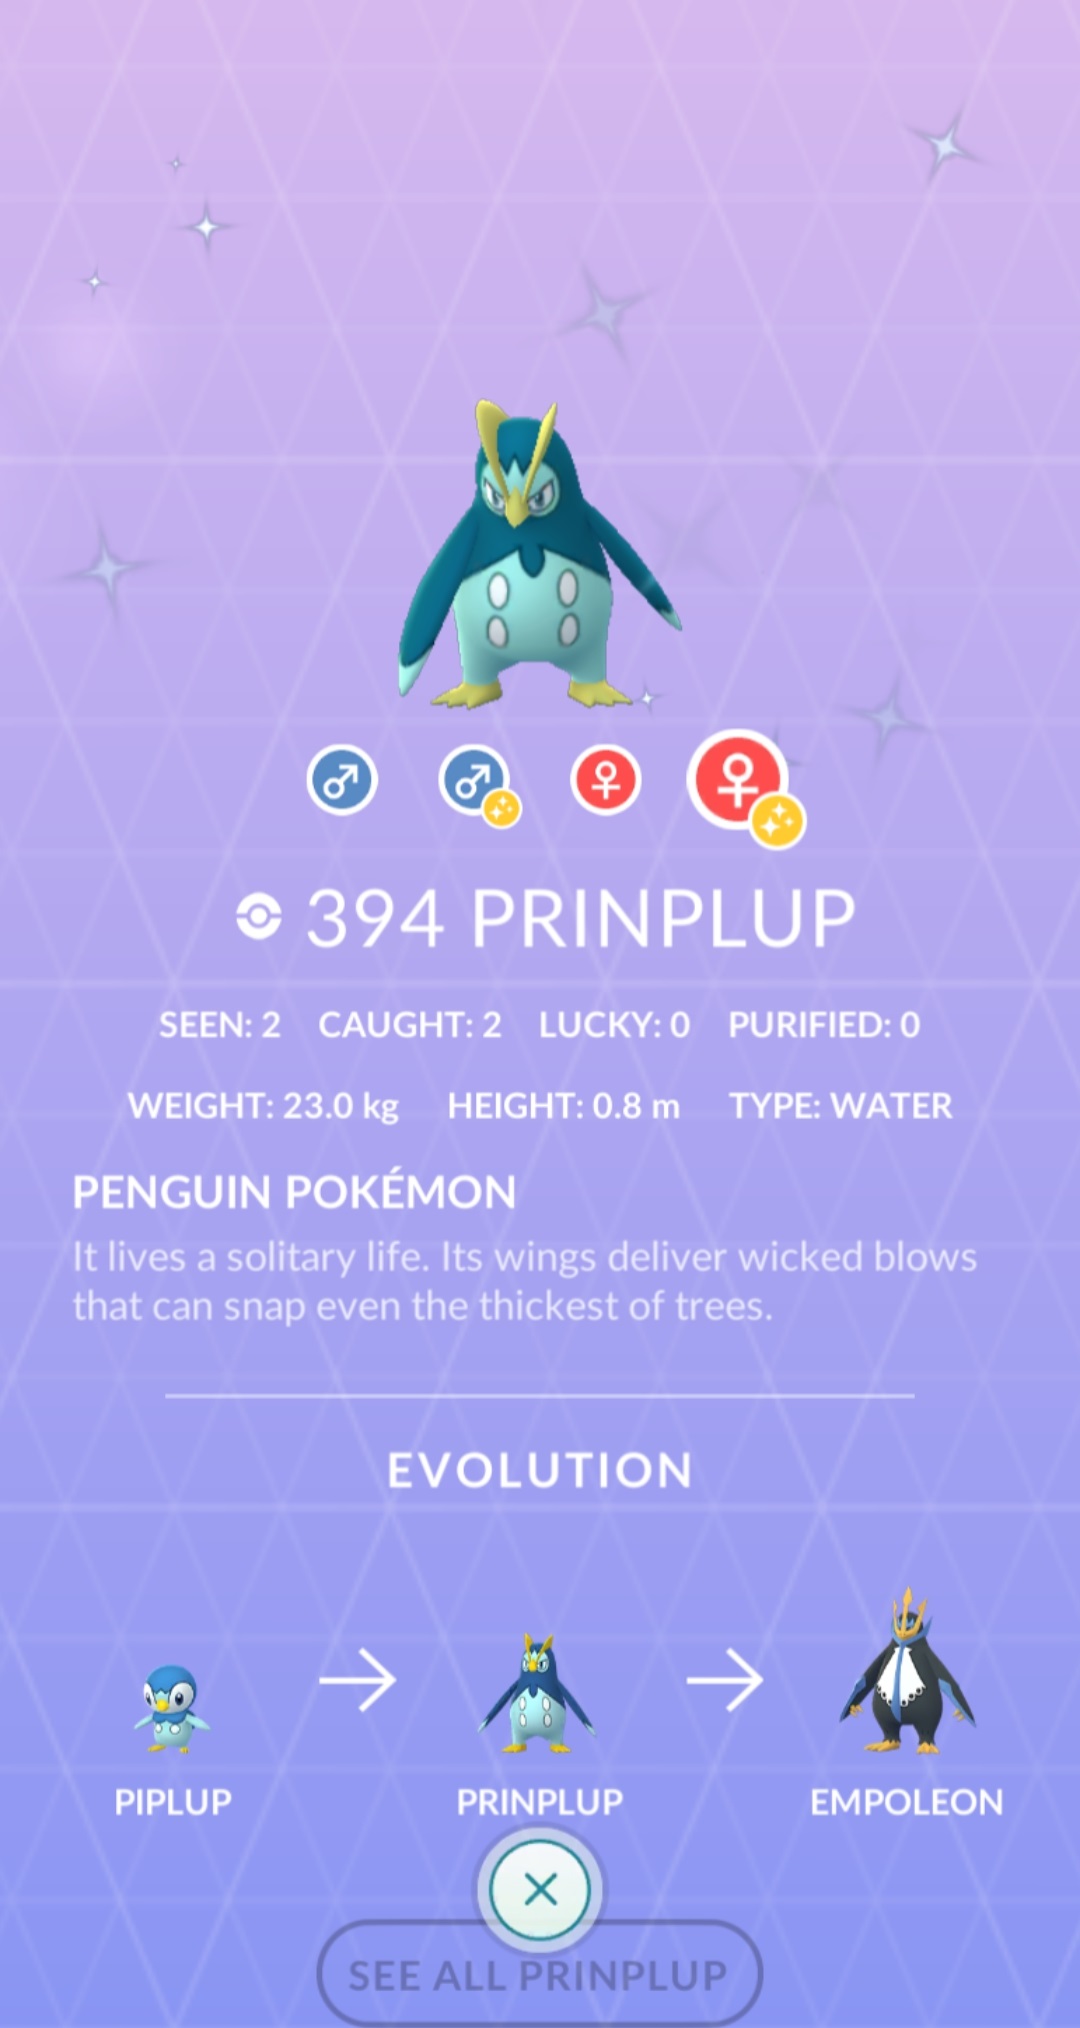 394 PRINPLUP
SEEN: 2 CAUGHT: 2 LUCKY: 0 PURIFIED: 0
WEIGHT: 23.0 kg HEIGHT: 0.8 m TYPE: WATER
PENGUIN POKÉMON
It lives a solitary life. Its wings deliver wicked blows
that can snap even the thickest of trees.
EVOLUTION
PIPLUP PRINPLUP EMPOLEON
SEE ALL PRINPLUP